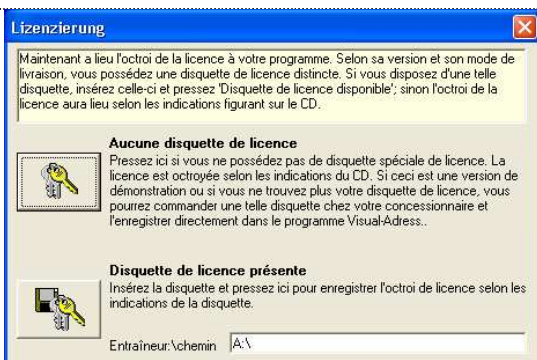 Lizenzierung
Maintenant a lieu l'octroi de la licence à votre programme. Selon sa version et son mode de
livraison, vous possédez une disquette de licence distincte. Si vous disposez d'une telle
disquette, insérez celle-ci et pressez 'Disquette de licence disponible'; sinon l'octroi de la
licence aura lieu selon les indications figurant sur le CD.
Aucune disquette de licence
Pressez ici si vous ne possédez pas de disquette spéciale de licence. La
licence est octroyée selon les indications du CD. Si ceci est une version de
démonstration ou si vous ne trouvez plus votre disquette de licence, vous
pourrez commander une telle disquette chez votre concessionnaire et
l'enregistrer directement dans le programme Visual-Adress..
Disquette de licence présente
Insérez la disquette et pressez ici pour enregistrer l'octroi de licence selon les
indications de la disquette.
Entraîneur:\chemin A:\